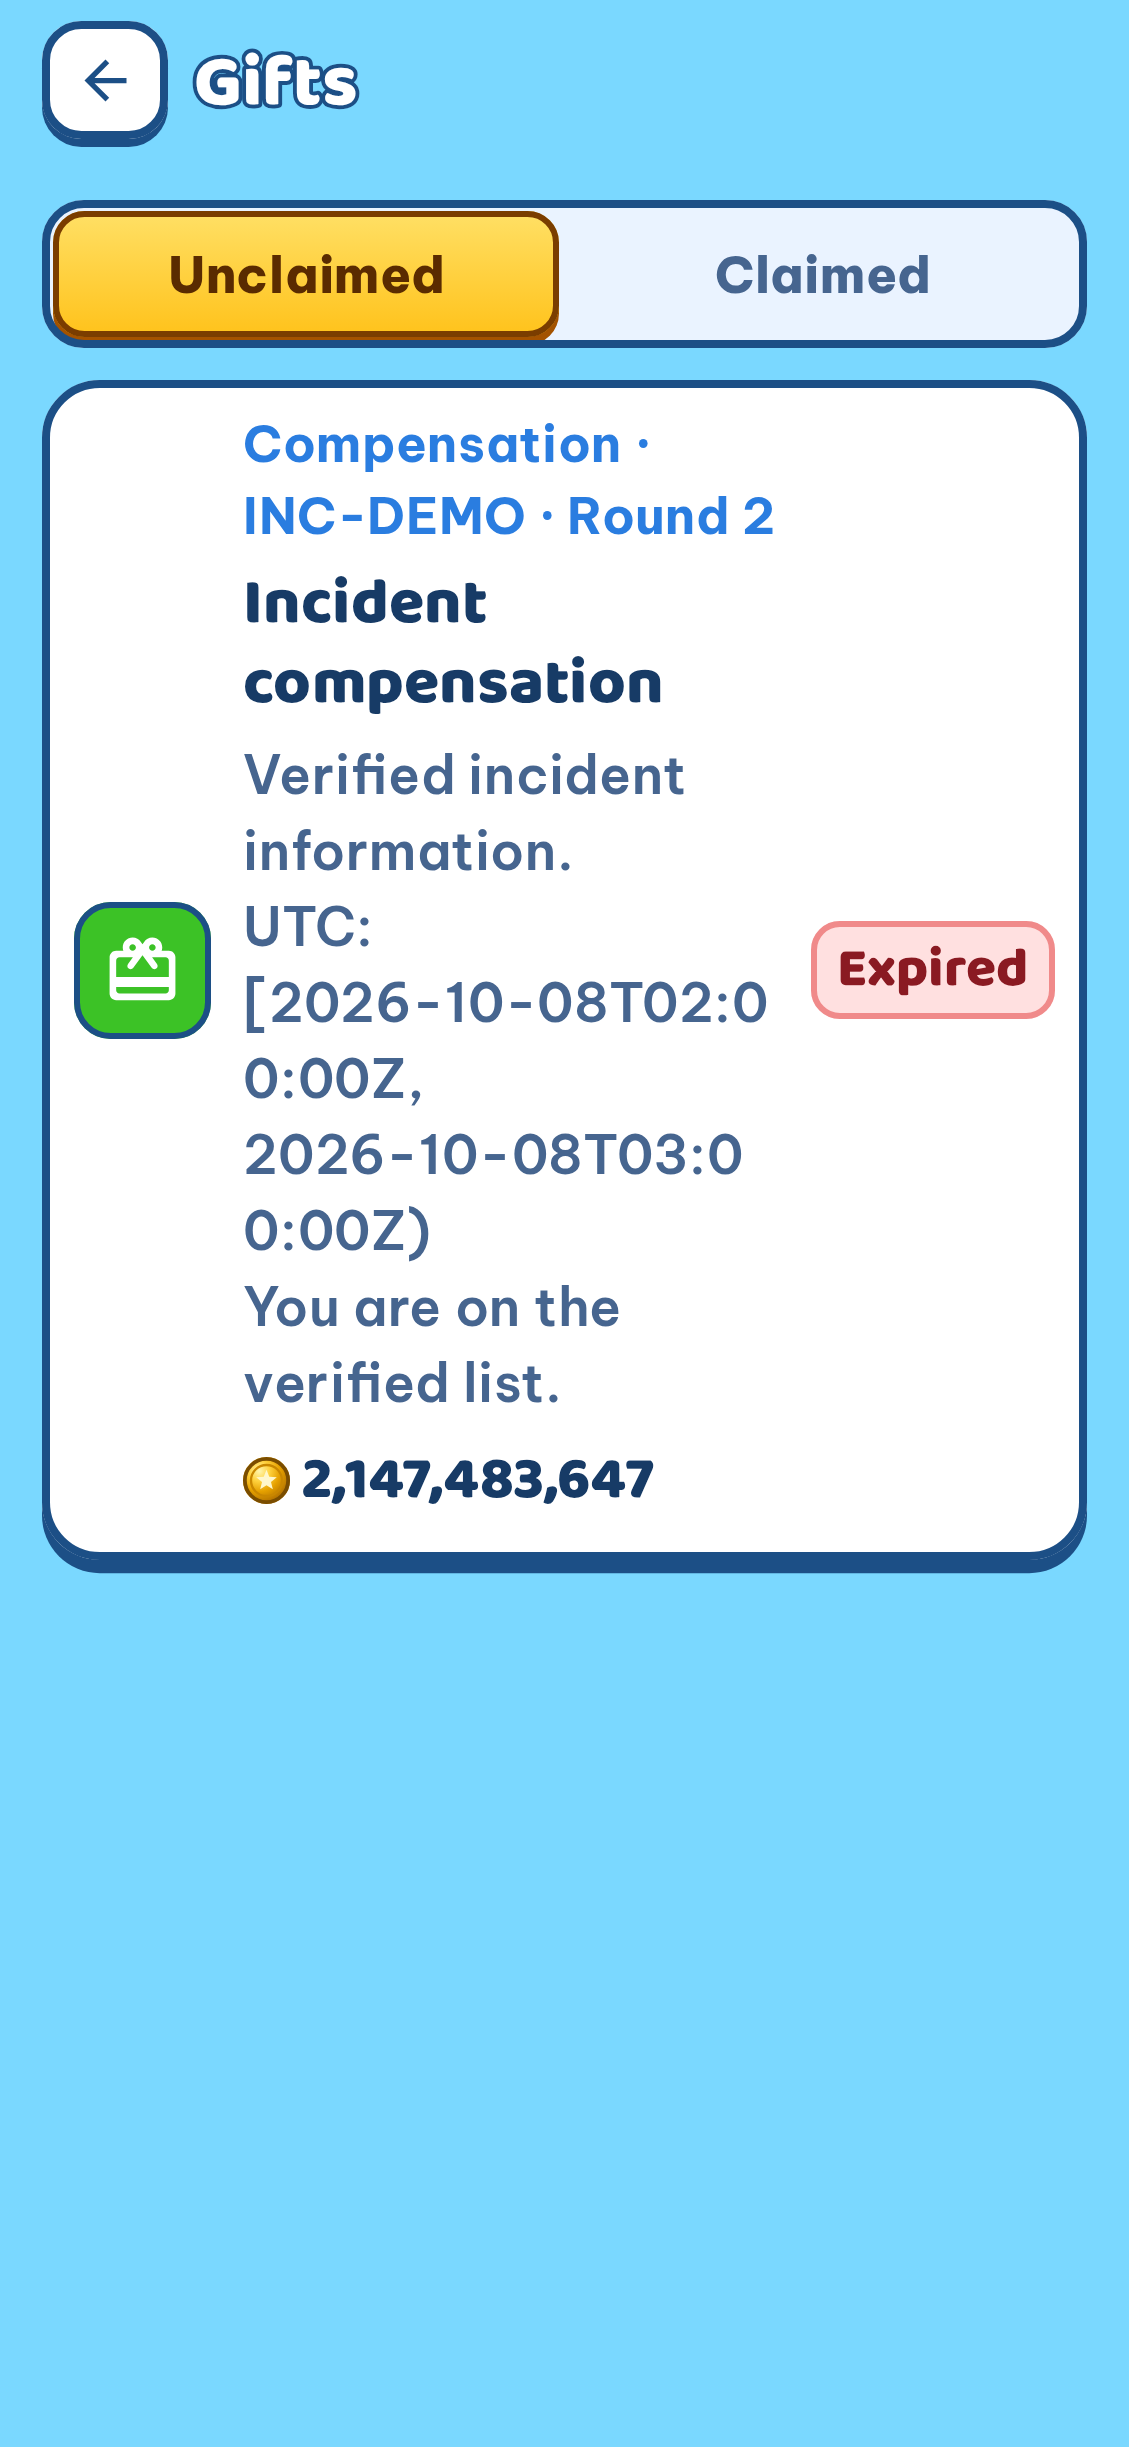 Gifts
Unclaimed
Claimed
Compensation ·
INC-DEMO · Round 2
Incident
compensation
Verified incident
information.
UTC:
[2026-10-08T02:0
0:00Z,
2026-10-08T03:0
0:00Z)
You are on the
verified list.
2,147,483,647
Expired